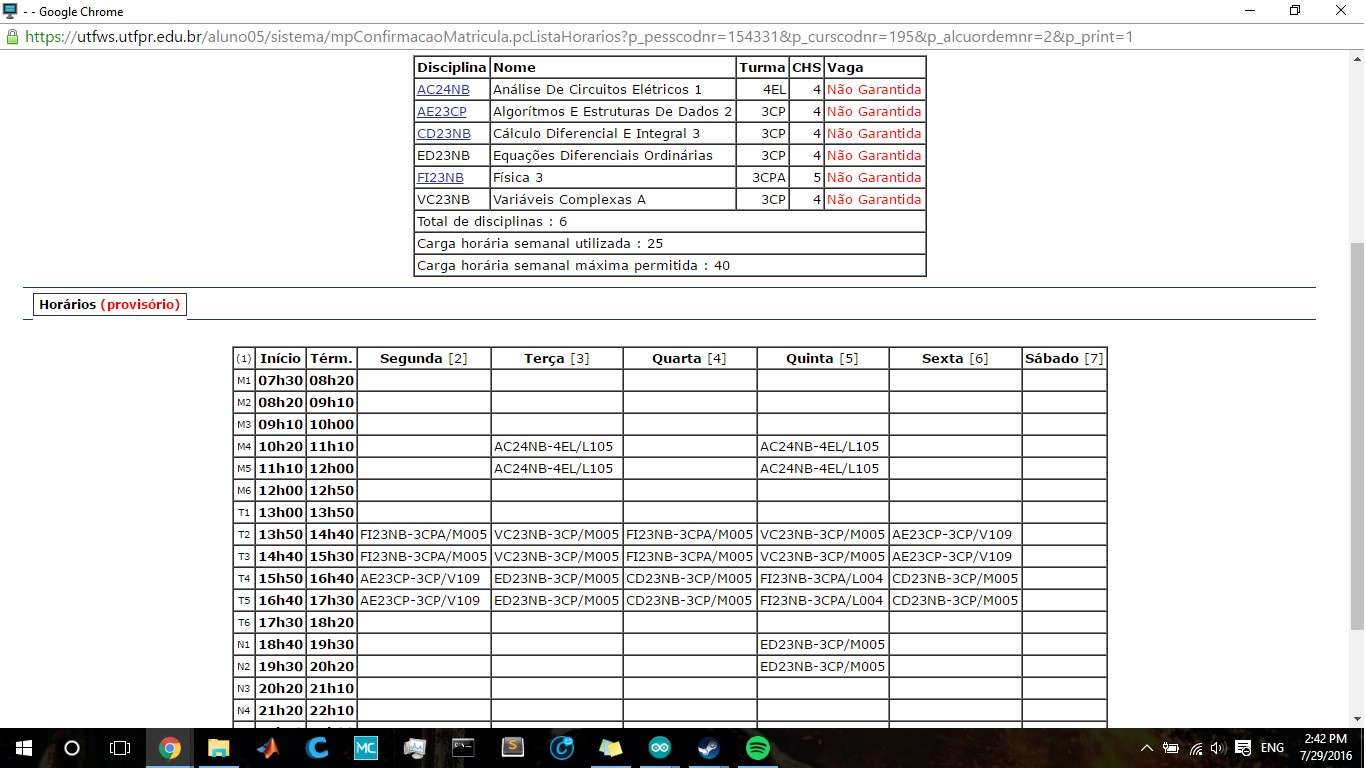 - - Google Chrome
https://utfws.utfpr.edu.br/aluno05/sistema/mpConfirmacaoMatricula.pcListaHorarios?p_pesscodnr=154331&p_curscodnr=195&p_alcuordemnr=2&p_print=1
Disciplina Nome Turma CHS Vaga
AC24NB Análise De Circuitos Elétricos 1 4EL 4 Não Garantida
AE23CP Algorítmos E Estruturas De Dados 2 3CP 4 Não Garantida
CD23NB Cálculo Diferencial E Integral 3 3CP 4 Não Garantida
ED23NB Equações Diferenciais Ordinárias 3CP 4 Não Garantida
FI23NB Física 3 3CPA 5 Não Garantida
VC23NB Variáveis Complexas A 3CP 4 Não Garantida
Total de disciplinas : 6
Carga horária semanal utilizada : 25
Carga horária semanal máxima permitida : 40
Horários (provisório)
(1) Início Térm. Segunda [2] Terça [3] Quarta [4] Quinta [5] Sexta [6] Sábado [7]
M1 07h30 08h20
M2 08h20 09h10
M3 09h10 10h00
M4 10h20 11h10 AC24NB-4EL/L105 AC24NB-4EL/L105
M5 11h10 12h00 AC24NB-4EL/L105 AC24NB-4EL/L105
M6 12h00 12h50
T1 13h00 13h50
T2 13h50 14h40 FI23NB-3CPA/M005 VC23NB-3CP/M005 FI23NB-3CPA/M005 VC23NB-3CP/M005 AE23CP-3CP/V109
T3 14h40 15h30 FI23NB-3CPA/M005 VC23NB-3CP/M005 FI23NB-3CPA/M005 VC23NB-3CP/M005 AE23CP-3CP/V109
T4 15h50 16h40 AE23CP-3CP/V109 ED23NB-3CP/M005 CD23NB-3CP/M005 FI23NB-3CPA/L004 CD23NB-3CP/M005
T5 16h40 17h30 AE23CP-3CP/V109 ED23NB-3CP/M005 CD23NB-3CP/M005 FI23NB-3CPA/L004 CD23NB-3CP/M005
T6 17h30 18h20
N1 18h40 19h30 ED23NB-3CP/M005
N2 19h30 20h20 ED23NB-3CP/M005
N3 20h20 21h10
N4 21h20 22h10
MC
S
ENG
2:42 PM
7/29/2016